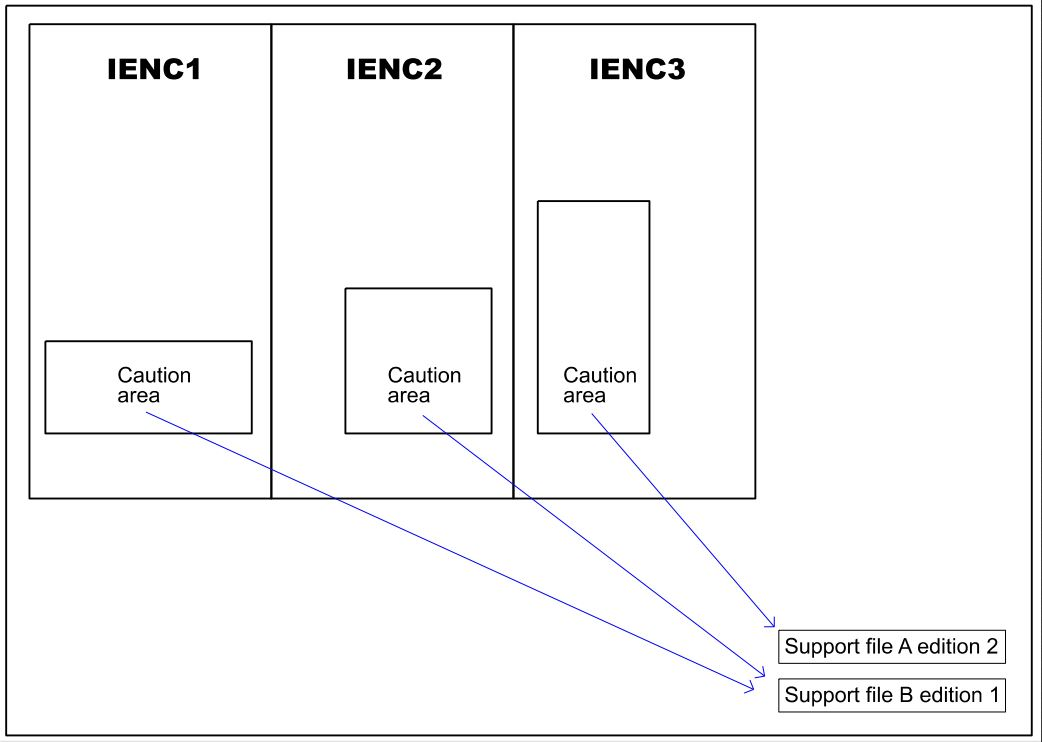 IENC1
IENC2
IENC3
Caution
area
Caution
area
Caution
area
Support file A edition 2
Support file B edition 1